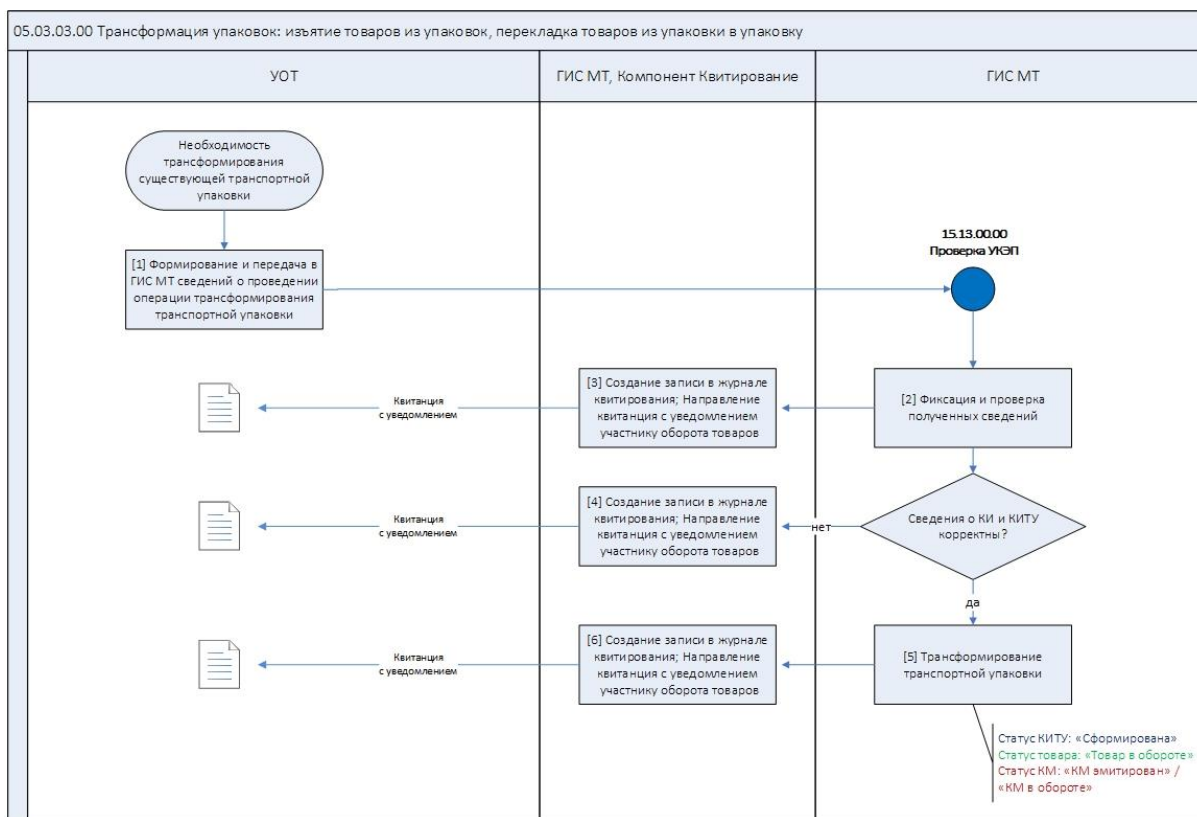 05.03.03.00 Трансформация упаковок: изъятие товаров из упаковок, перекладка товаров из упаковки в упаковку
УОТ
ГИС МТ, Компонент Квитирование
ГИС МТ
Необходимость
трансформирования
существующей транспортной
упаковки
15.13.00.00
Проверка УКЭП
[1] Формирование и передача в
ГИС МТ сведений о проведении
операции трансформирования
транспортной упаковки
Квитанция
с уведомлением
[3] Создание записи в журнале
квитирования; Направление
квитанция с уведомлением
участнику оборота товаров
[2] Фиксация и проверка
полученных сведений
Квитанция
с уведомлением
[4] Создание записи в журнале
квитирования; Направление
квитанция с уведомлением
участнику оборота товаров
нет
Сведения о КИ и КИТУ
корректны?
да
Квитанция
с уведомлением
[6] Создание записи в журнале
квитирования; Направление
квитанция с уведомлением
участнику оборота товаров
[5] Трансформирование
транспортной упаковки
Статус КИТУ: «Сформирована»
Статус товара: «Товар в обороте»
Статус КМ: «КМ эмитирован» /
«КМ в обороте»